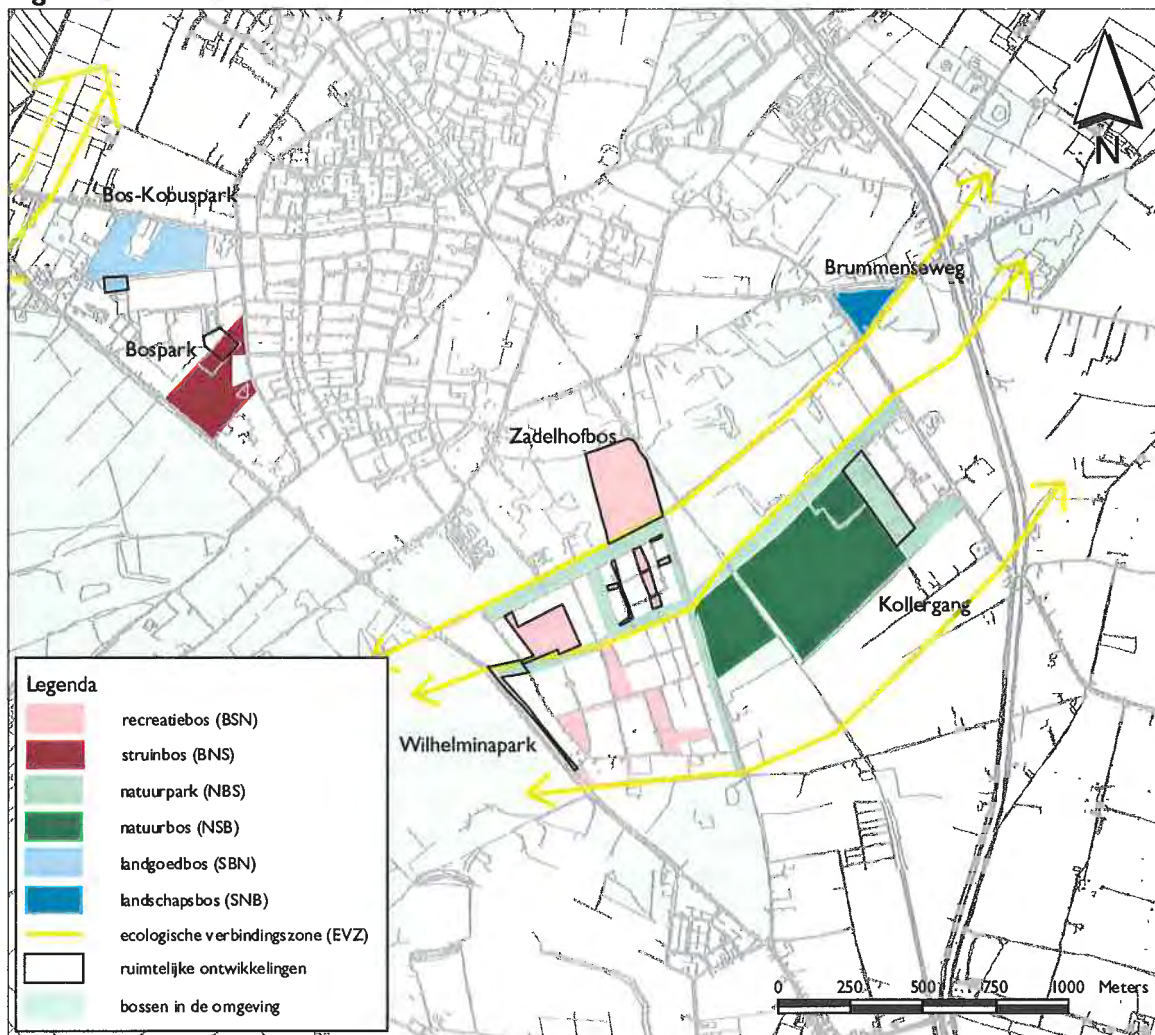 N
Bos-Kobuspark
Brummenseweg
Bospark
Zadelhofbos
Kollergang
Wilhelminapark
Legenda
recreatiebos (BSN)
struinbos (BNS)
natuurpark (NBS)
natuurbos (NSB)
landgoedbos (SBN)
landschapsbos (SNB)
ecologische verbindingszone (EVZ)
ruimtelijke ontwikkelingen
bossen in de omgeving
0 250 500 750 1000 Meters